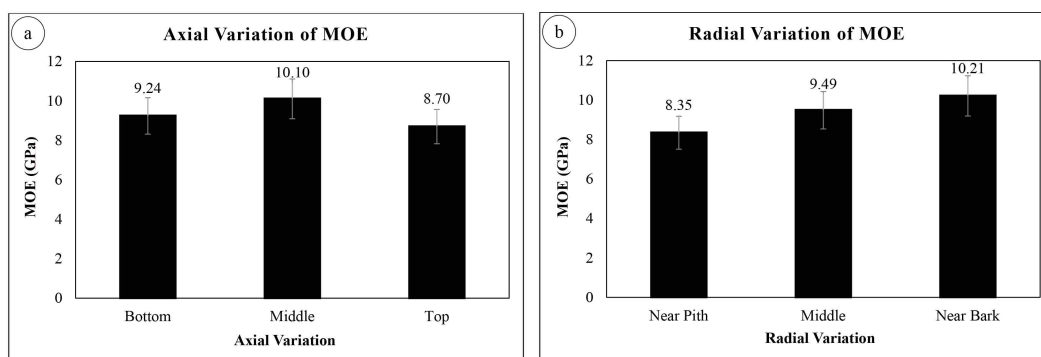 a
Axial Variation of MOE
12
10
8
6
4
2
0
MOE (GPa)
9.24
10.10
8.70
Bottom Middle Top
Axial Variation
b
Radial Variation of MOE
12
10
8
6
4
2
0
MOE (GPa)
8.35
9.49
10.21
Near Pith Middle Near Bark
Radial Variation